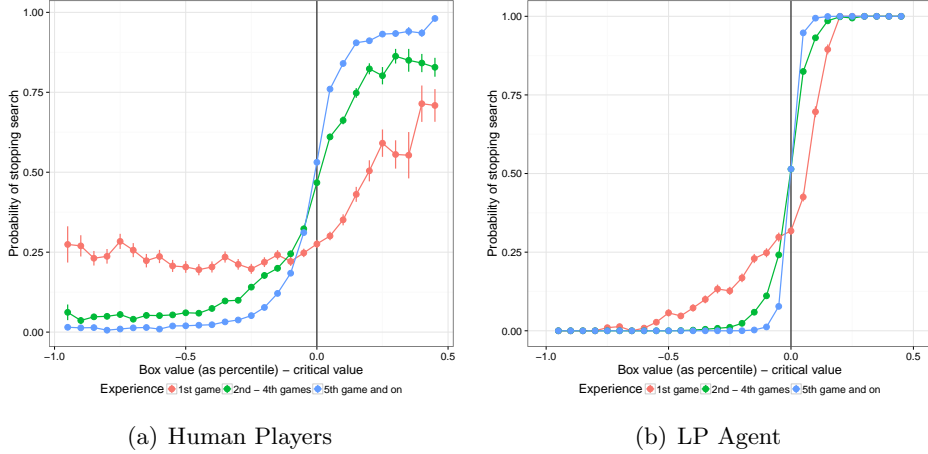 1.00
0.75
0.50
0.25
0.00
Probability of stopping search
−1.0 −0.5 0.0 0.5
Box value (as percentile) − critical value
Experience 1st game 2nd − 4th games 5th game and on
(a) Human Players
1.00
0.75
0.50
0.25
0.00
Probability of stopping search
−1.0 −0.5 0.0 0.5
Box value (as percentile) − critical value
Experience 1st game 2nd − 4th games 5th game and on
(b) LP Agent